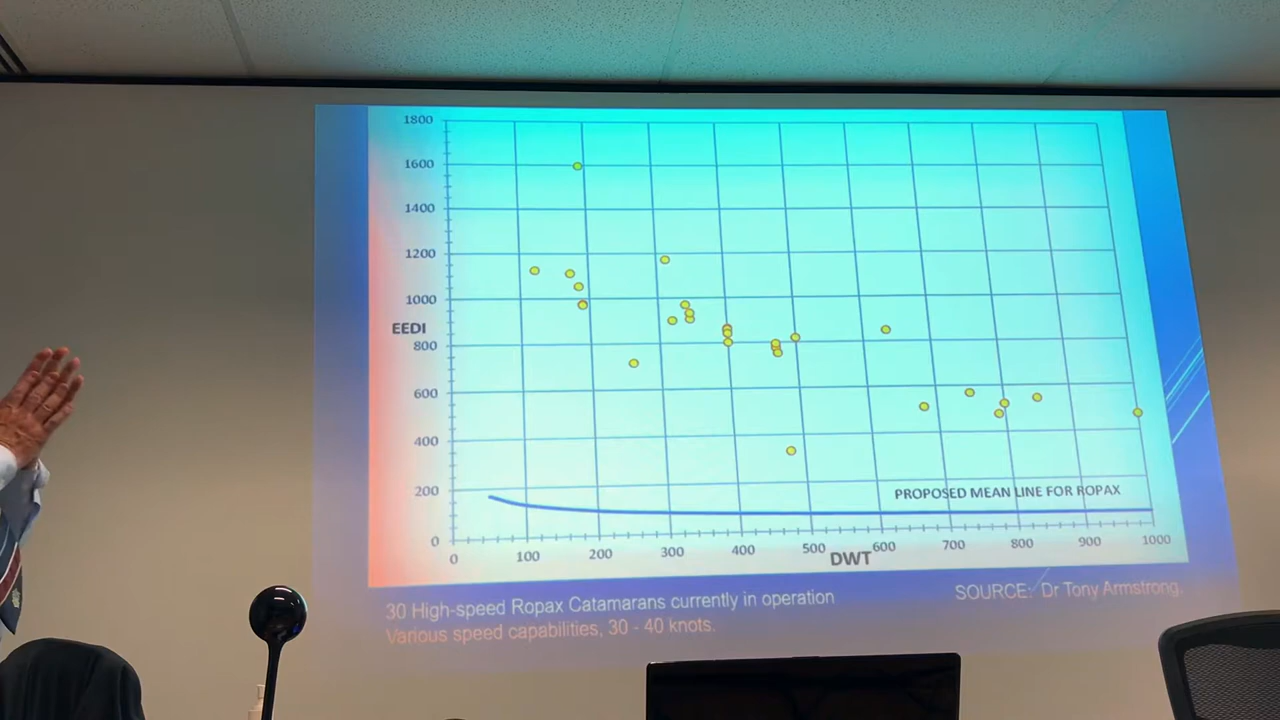 1800
1600
1400
1200
1000
EEDI
800
600
400
200
PROPOSED MEAN LINE FOR ROPAX
0
0 100 200 300 400 500 600 700 800 900 1000
DWT
30 High-speed Ropax Catamarans currently in operation
SOURCE: Dr Tony Armstrong.
Various speed capabilities, 30 - 40 knots.